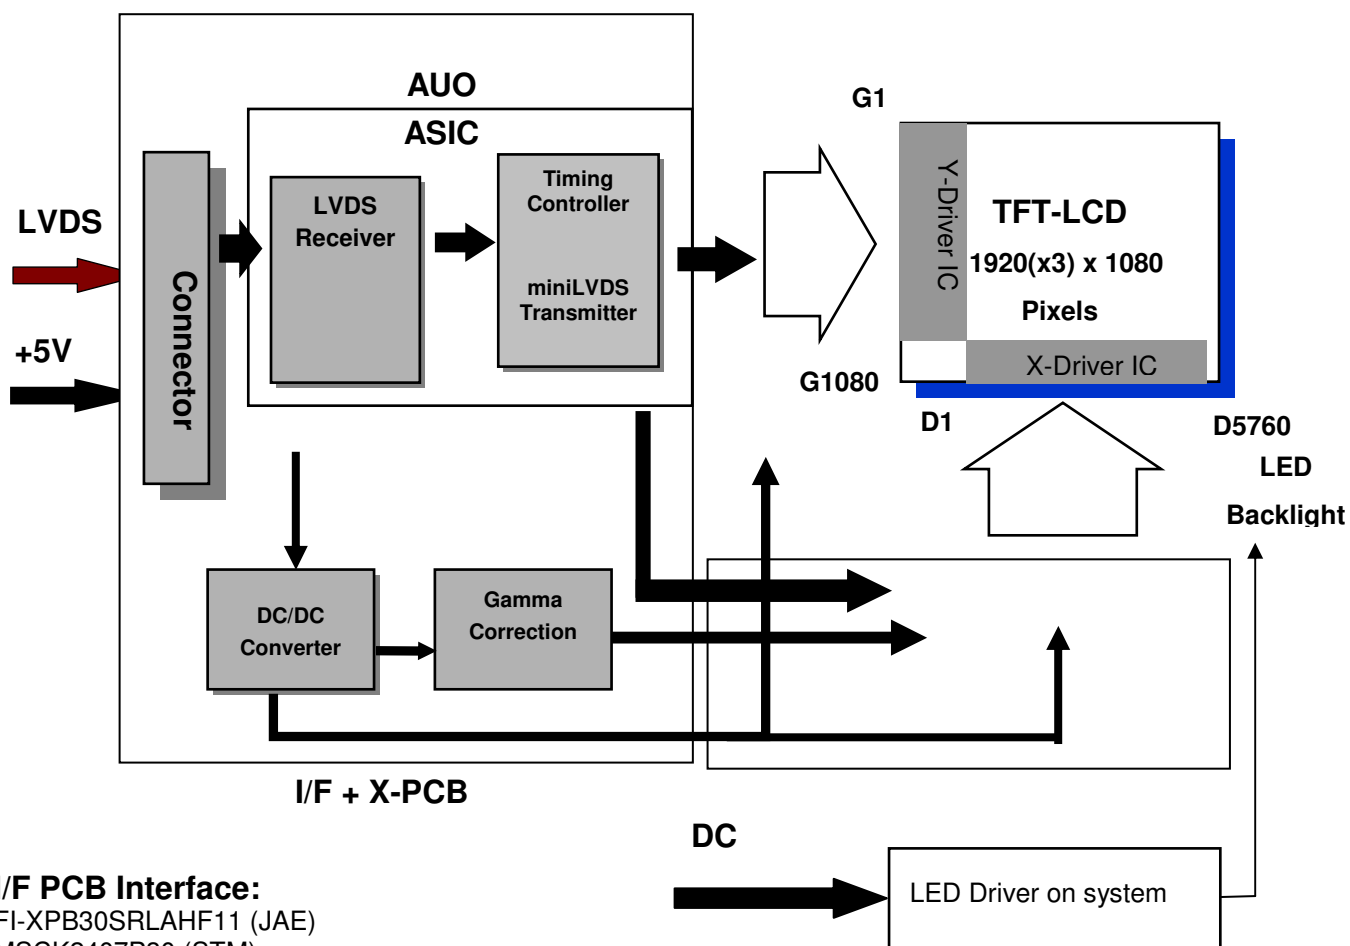 AUO
ASIC
G1
LVDS
Connector
LVDS
Receiver
Timing
Controller
miniLVDS
Transmitter
Y-Driver IC
TFT-LCD
1920(x3) x 1080
Pixels
X-Driver IC
+5V
G1080
D1
D5760
LED
Backlight
DC/DC
Converter
Gamma
Correction
I/F + X-PCB
DC
LED Driver on system
I/F PCB Interface:
FI-XPB30SRLAHF11 (JAE)